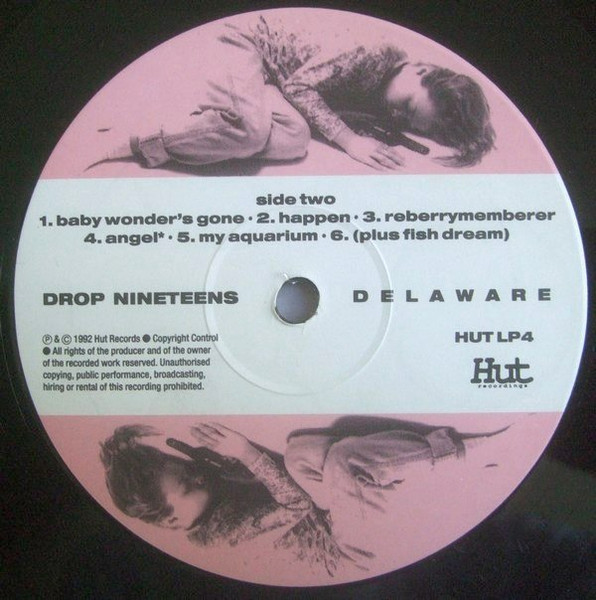 side two
1. baby wonder's gone · 2. happen · 3. reberrymemberer
4. angel* · 5. my aquarium · 6. (plus fish dream)
DROP NINETEENS DELAWARE
℗ & © 1992 Hut Records ● Copyright Control
● All rights of the producer and of the owner
of the recorded work reserved. Unauthorised
copying, public performance, broadcasting,
hiring or rental of this recording prohibited.
HUT LP4
Hut
recordings